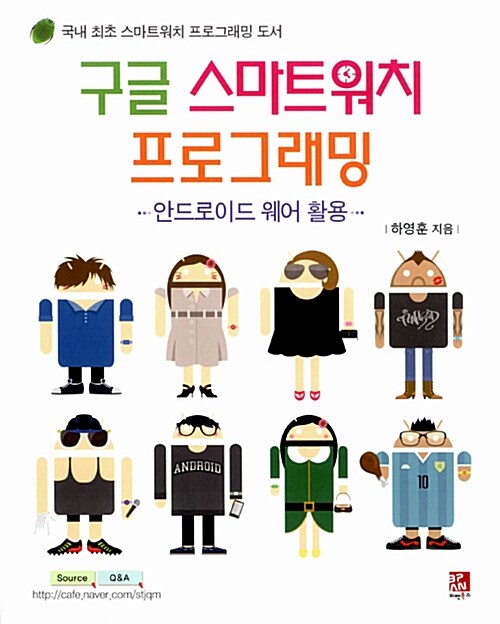 국내 최초 스마트워치 프로그래밍 도서
구글 스마트워치
프로그래밍
··· 안드로이드 웨어 활용 ···
| 하영훈 지음 |
ANDROID
10
Source Q&A
http://cafe.naver.com/stjqm